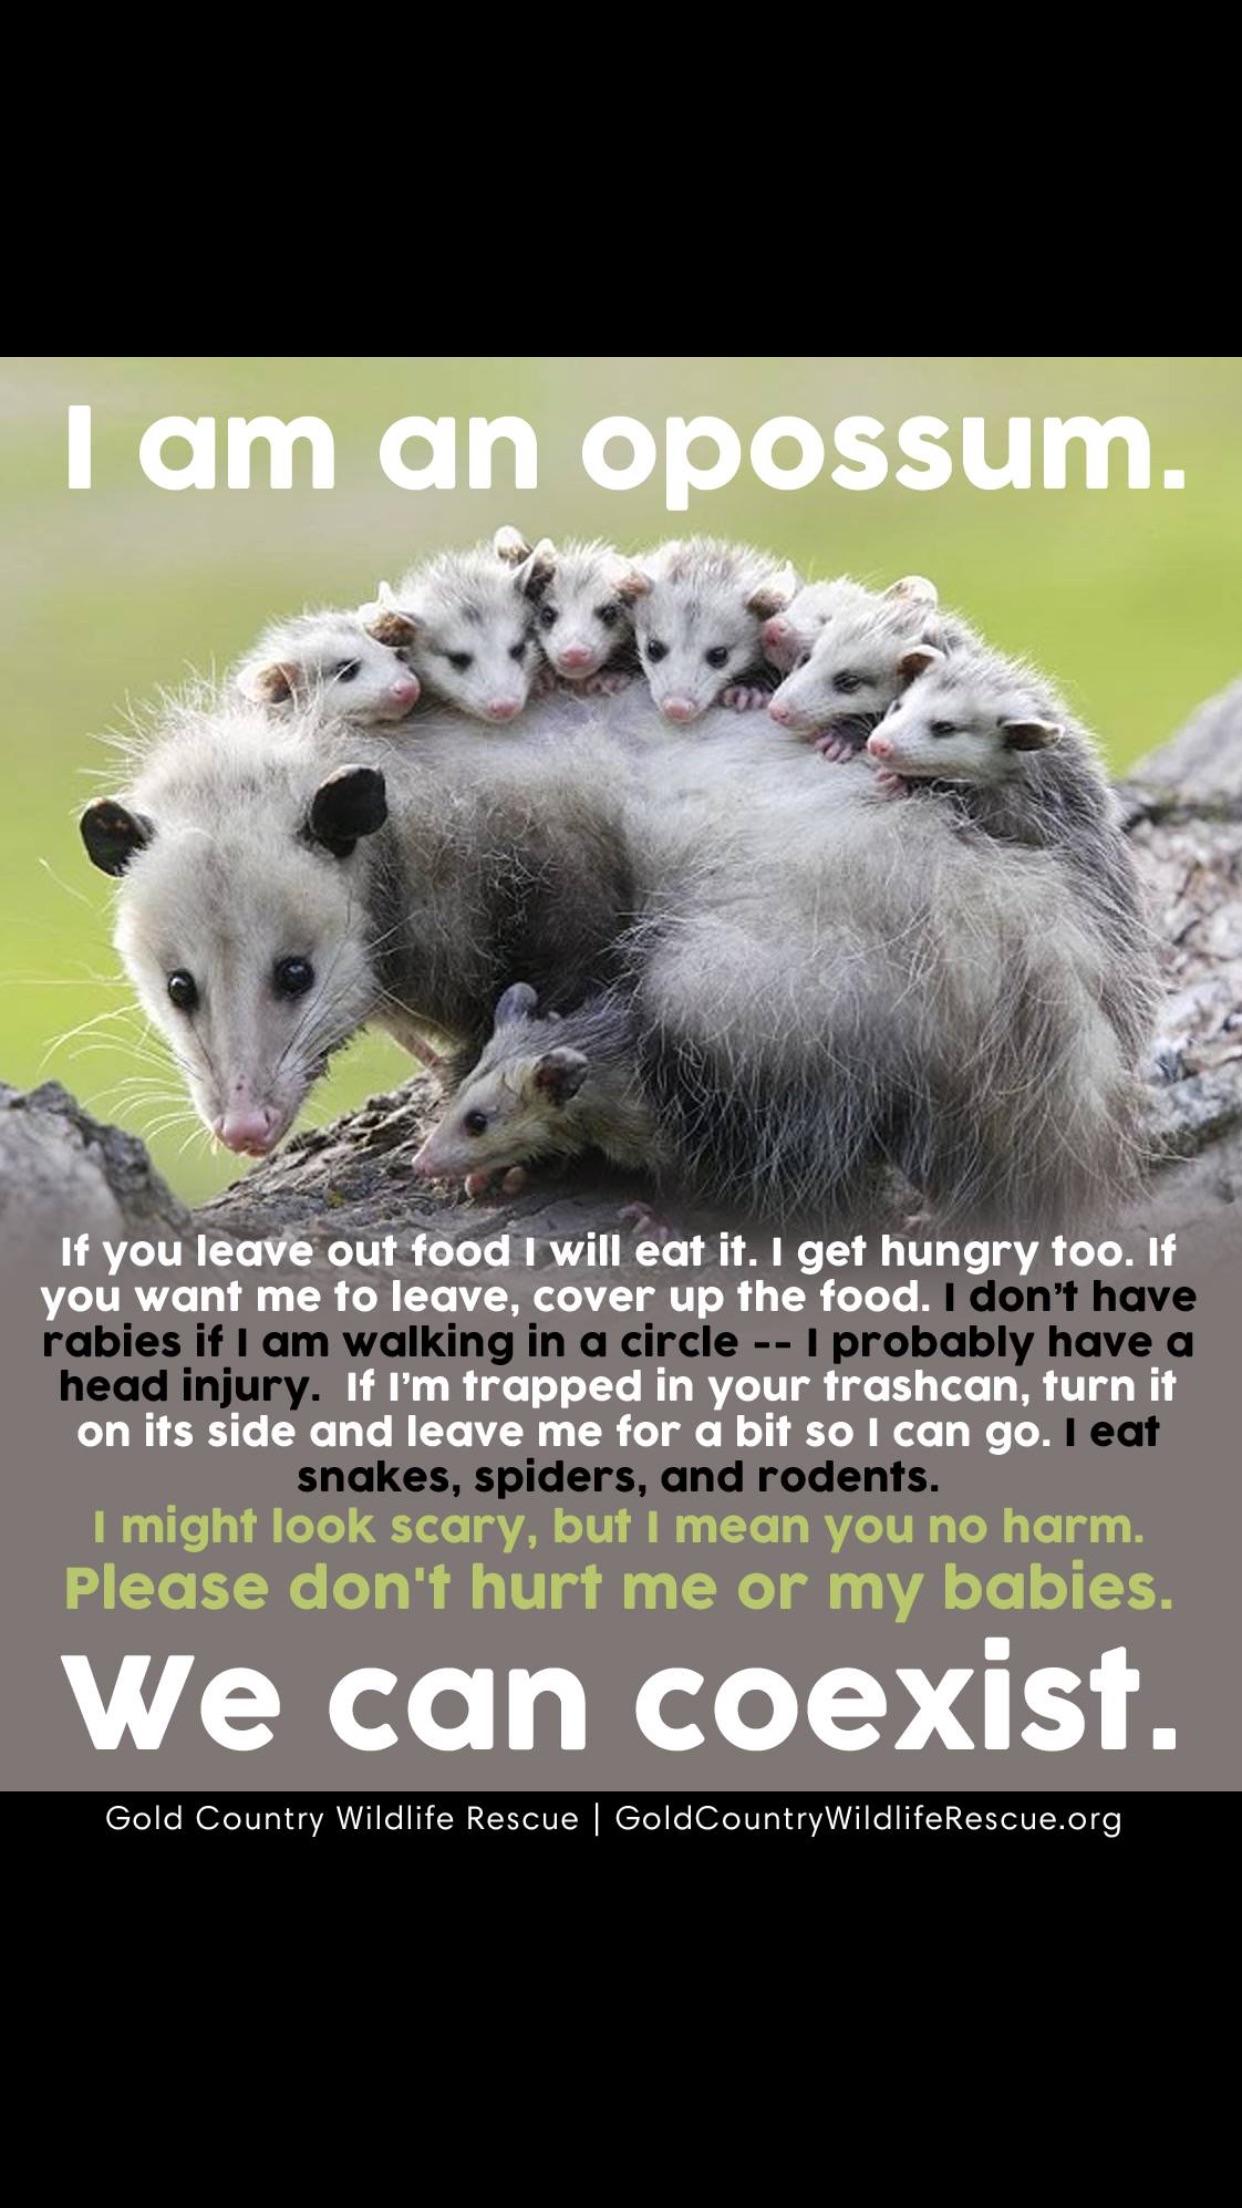 I am an opossum.
If you leave out food I will eat it. I get hungry too. If
you want me to leave, cover up the food. I don't have
rabies if I am walking in a circle -- I probably have a
head injury.  If I'm trapped in your trashcan, turn it
on its side and leave me for a bit so I can go. I eat
snakes, spiders, and rodents.
I might look scary, but I mean you no harm.
Please don't hurt me or my babies.
We can coexist.
Gold Country Wildlife Rescue | GoldCountryWildlifeRescue.org